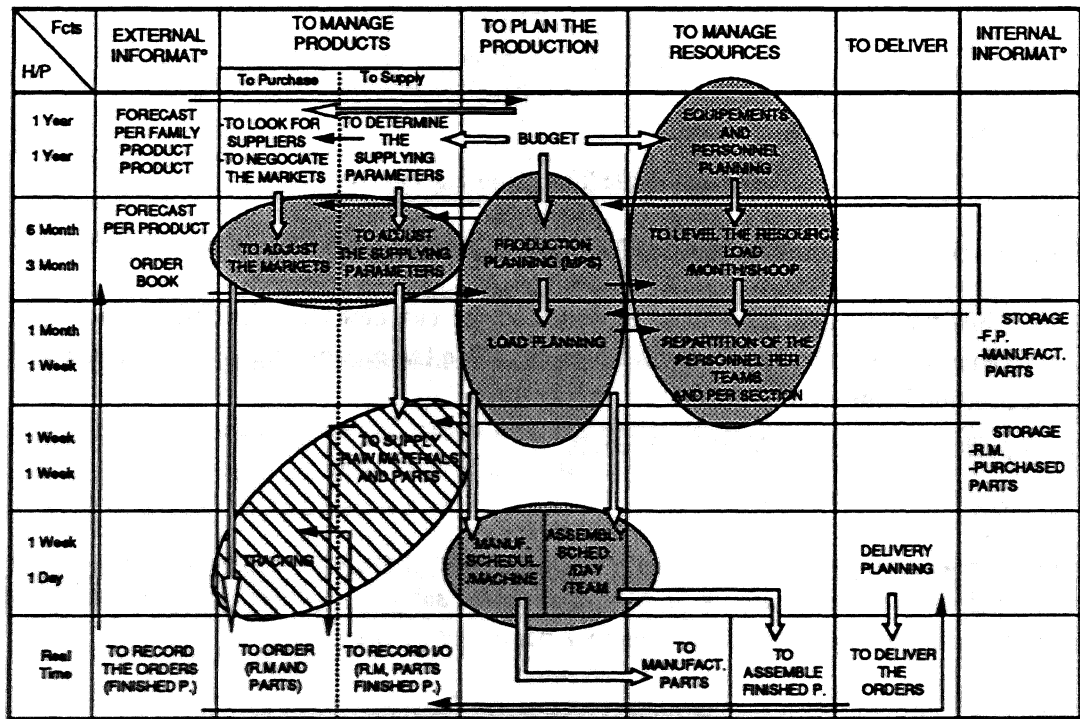 Fcts
H/P
EXTERNAL
INFORMAT°
TO MANAGE
PRODUCTS
To Purchase
To Supply
TO PLAN THE
PRODUCTION
TO MANAGE
RESOURCES
TO DELIVER
INTERNAL
INFORMAT°
1 Year
1 Year
FORECAST
PER FAMILY
PRODUCT
PRODUCT
-TO LOOK FOR
SUPPLIERS
-TO NEGOCIATE
THE MARKETS
TO DETERMINE
THE
SUPPLYING
PARAMETERS
BUDGET
EQUIPEMENTS
AND
PERSONNEL
PLANNING
6 Month
3 Month
FORECAST
PER PRODUCT
ORDER
BOOK
TO ADJUST
THE MARKETS
TO ADJUST
THE SUPPLYING
PARAMETERS
PRODUCTION
PLANNING (MPS)
TO LEVEL THE RESOURCE
LOAD
/MONTH/SHOOP
1 Month
1 Week
LOAD PLANNING
REPARTITION OF THE
PERSONNEL PER
TEAMS
AND PER SECTION
STORAGE
-F.P.
-MANUFACT.
PARTS
1 Week
1 Week
TO SUPPLY
RAW MATERIALS
AND PARTS
STORAGE
-R.M.
-PURCHASED
PARTS
1 Week
1 Day
TRACKING
MANUF.
SCHEDUL
/MACHINE
ASSEMBLY
SCHED.
/DAY
/TEAM
DELIVERY
PLANNING
Real
Time
TO RECORD
THE ORDERS
(FINISHED P.)
TO ORDER
(R.M AND
PARTS)
TO RECORD I/O
(R.M, PARTS
FINISHED P.)
TO
MANUFACT.
PARTS
TO
ASSEMBLE
FINISHED P.
TO DELIVER
THE
ORDERS